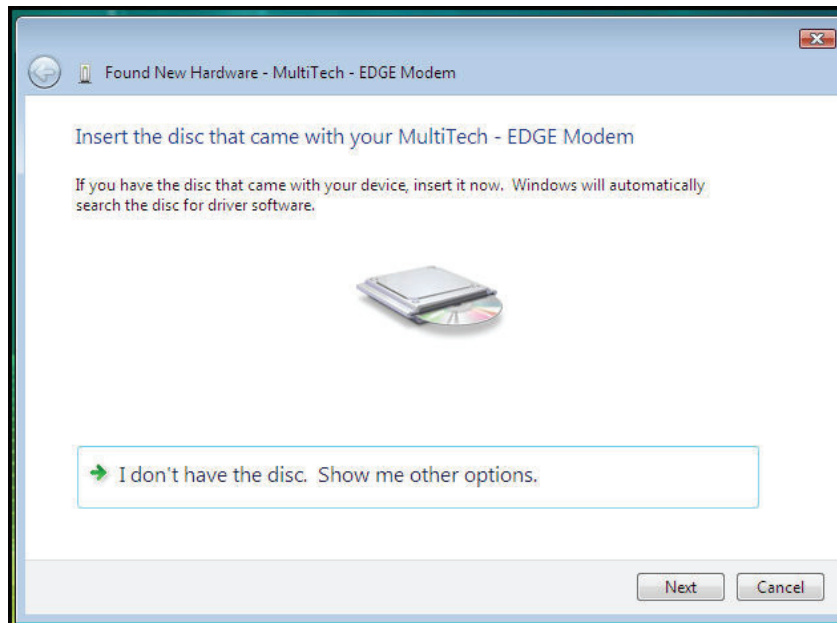 Found New Hardware - MultiTech - EDGE Modem
Insert the disc that came with your MultiTech - EDGE Modem
If you have the disc that came with your device, insert it now.  Windows will automatically
search the disc for driver software.
I don't have the disc.  Show me other options.
Next Cancel